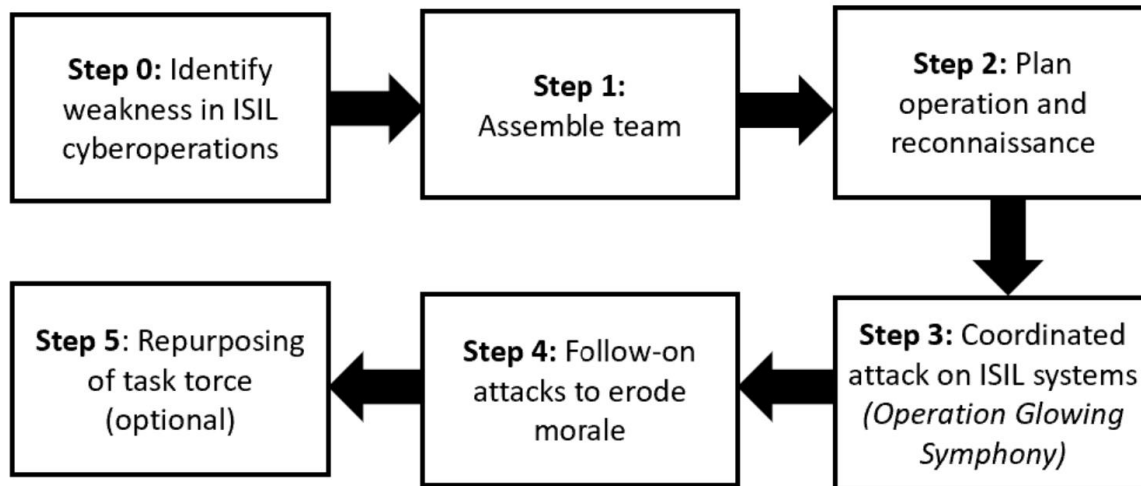 Step 0: Identify
weakness in ISIL
cyberoperations
Step 1:
Assemble team
Step 2: Plan
operation and
reconnaissance
Step 3: Coordinated
attack on ISIL systems
(Operation Glowing
Symphony)
Step 4: Follow-on
attacks to erode
morale
Step 5: Repurposing
of task torce
(optional)